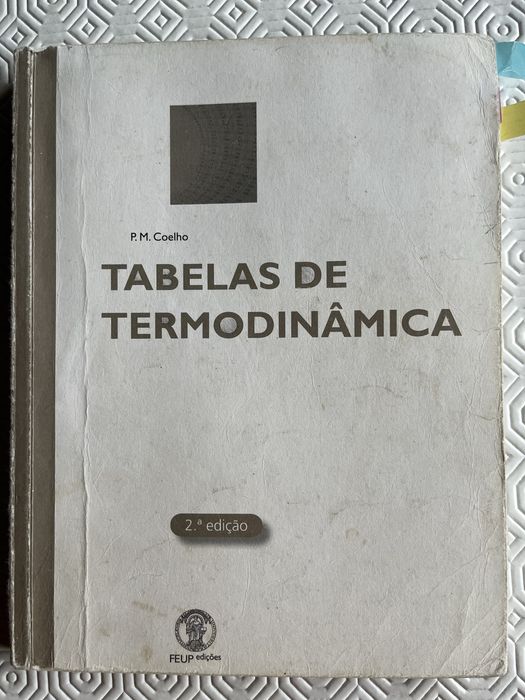 P. M. Coelho
TABELAS DE
TERMODINÂMICA
2.ª edição
FEUP edições